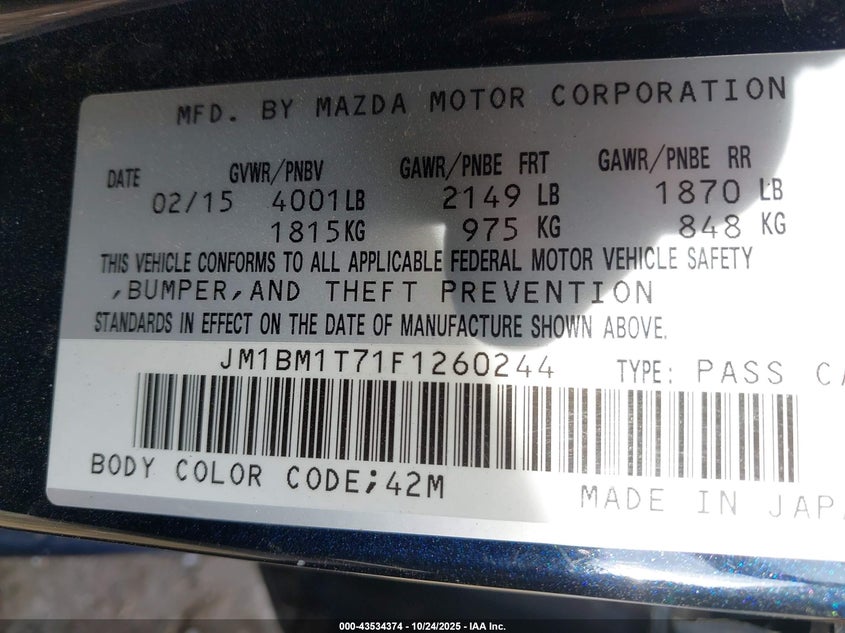 MFD. BY MAZDA MOTOR CORPORATION
DATE GVWR/PNBV GAWR/PNBE FRT GAWR/PNBE RR
02/15 4001LB 2149 LB 1870 LB
1815KG 975 KG 848 KG
THIS VEHICLE CONFORMS TO ALL APPLICABLE FEDERAL MOTOR VEHICLE SAFETY
,BUMPER,AND THEFT PREVENTION
STANDARDS IN EFFECT ON THE DATE OF MANUFACTURE SHOWN ABOVE.
JM1BM1T71F1260244 TYPE: PASS CA
BODY COLOR CODE;42M
MADE IN JAPA
000-43534374 | 10/24/2025 | IAA Inc.